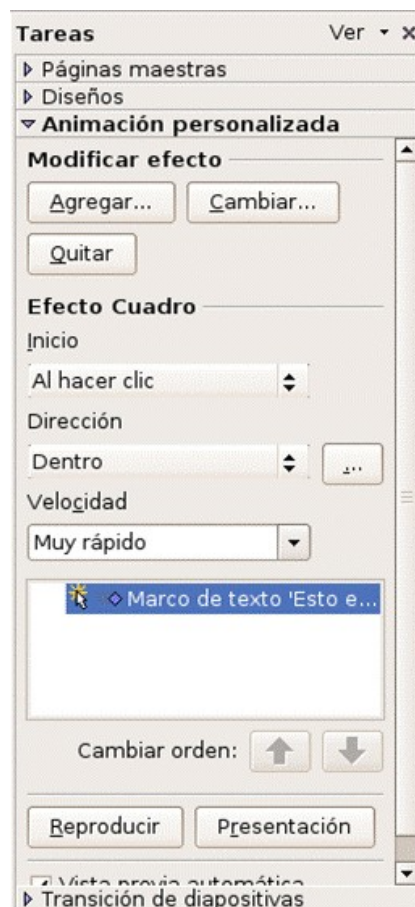 Tareas Ver
Páginas maestras
Diseños
Animación personalizada
Modificar efecto
Agregar... Cambiar...
Quitar
Efecto Cuadro
Inicio
Al hacer clic
Dirección
Dentro ...
Velocidad
Muy rápido
Marco de texto 'Esto e...
Cambiar orden:
Reproducir Presentación
Vista previa automática
Transición de diapositivas